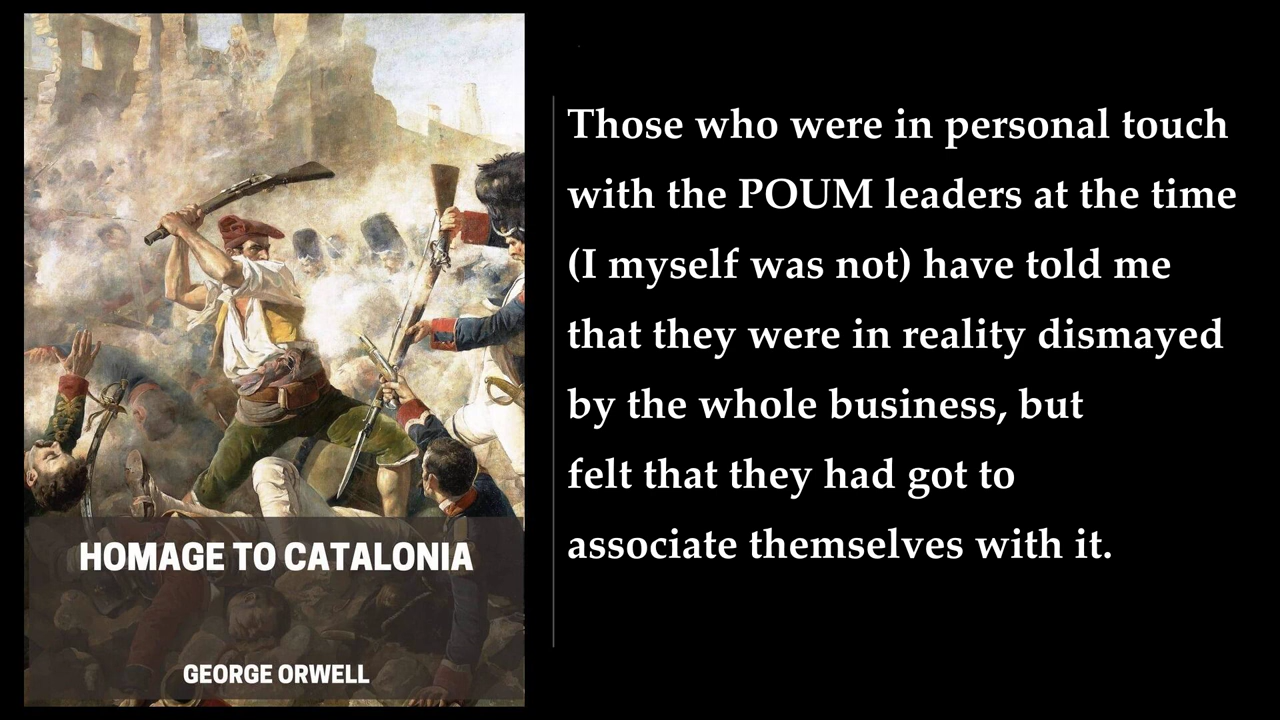 HOMAGE TO CATALONIA
GEORGE ORWELL
Those who were in personal touch
with the POUM leaders at the time
(I myself was not) have told me
that they were in reality dismayed
by the whole business, but
felt that they had got to
associate themselves with it.